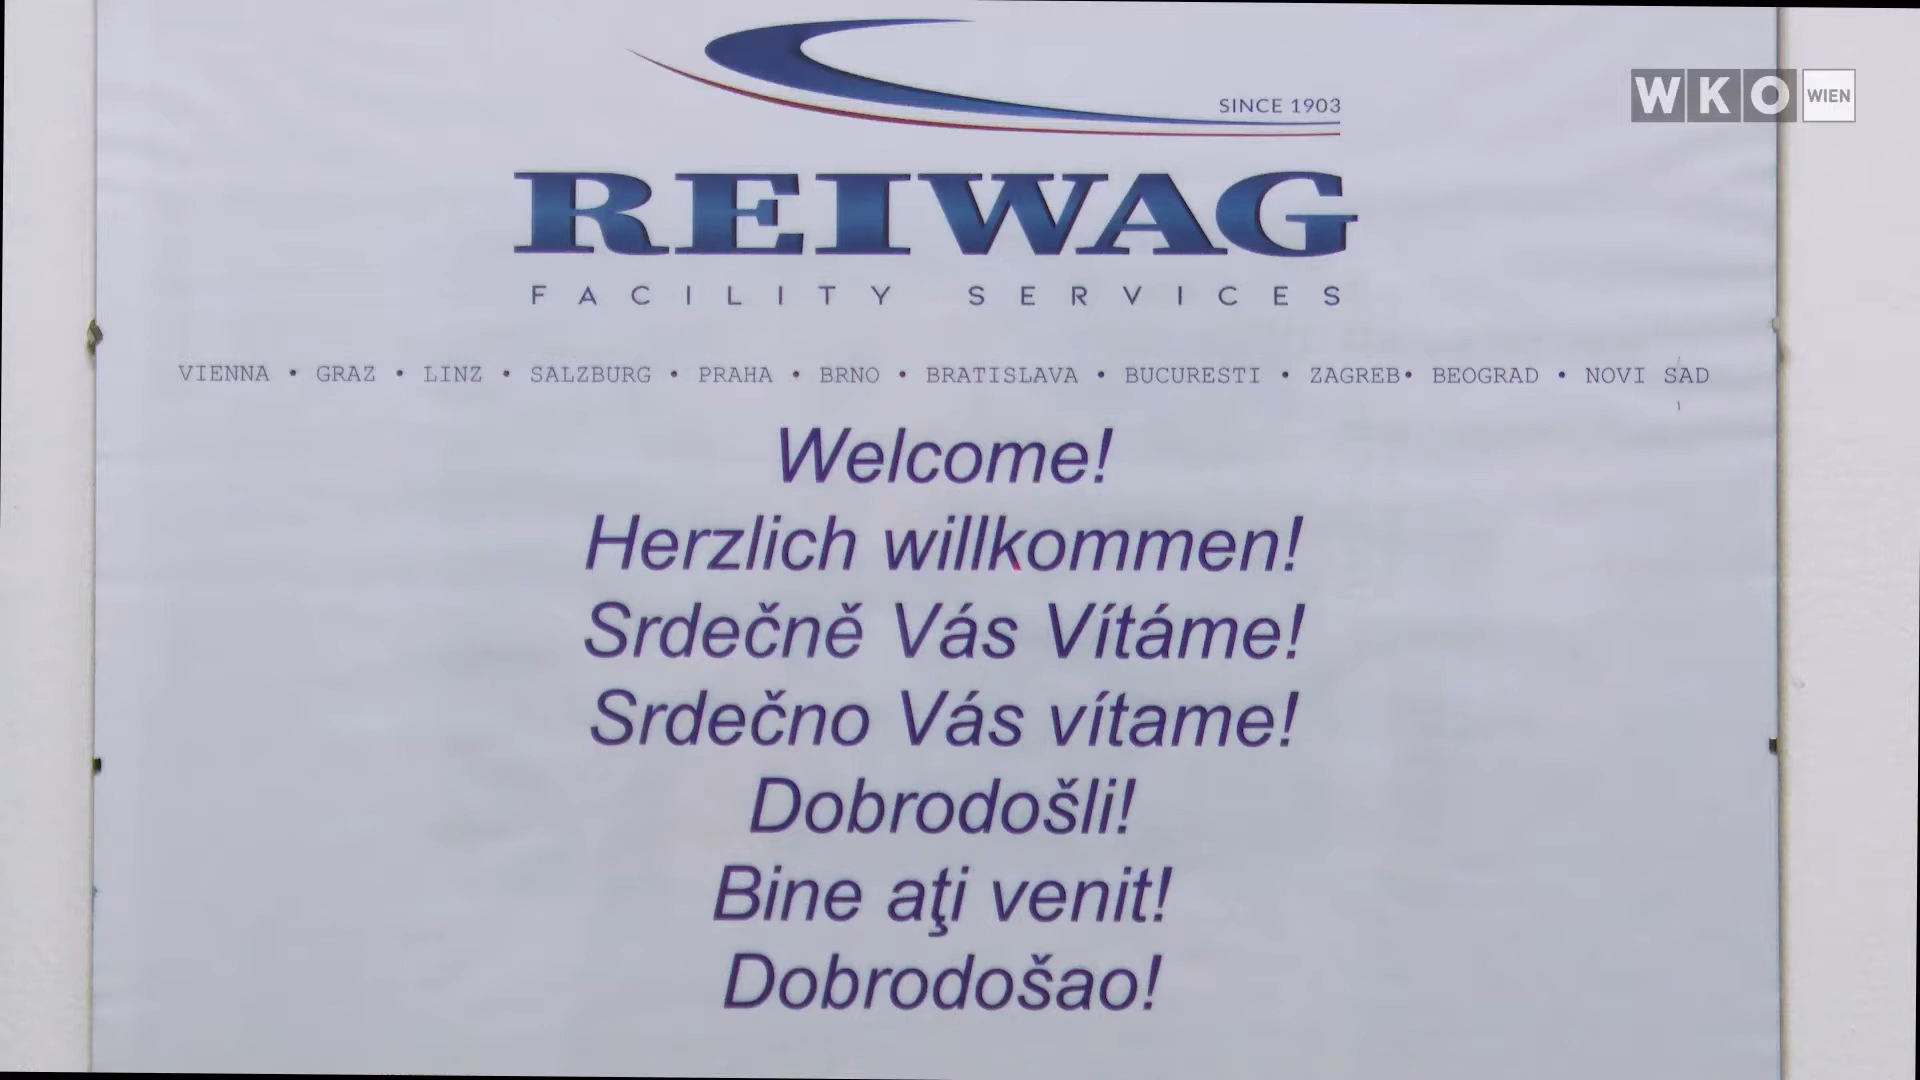 SINCE 1903
WKO WIEN
REIWAG
FACILITY SERVICES
VIENNA • GRAZ • LINZ • SALZBURG • PRAHA • BRNO • BRATISLAVA • BUCURESTI • ZAGREB• BEOGRAD • NOVI SAD
Welcome!
Herzlich willkommen!
Srdečně Vás Vítáme!
Srdečno Vás vítame!
Dobrodošli!
Bine aţi venit!
Dobrodošao!